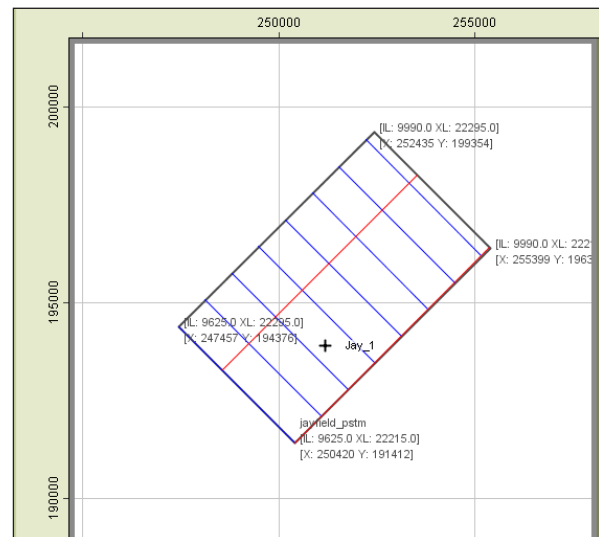 250000
255000
200000
[IL: 9990.0 XL: 22295.0]
[X: 252435 Y: 199354]
[IL: 9990.0 XL: 221
[X: 255399 Y: 1963
195000
[IL: 9625.0 XL: 22295.0]
[X: 247457 Y: 194376]
Jay_1
jayfield_pstm
[IL: 9625.0 XL: 22215.0]
[X: 250420 Y: 191412]
190000